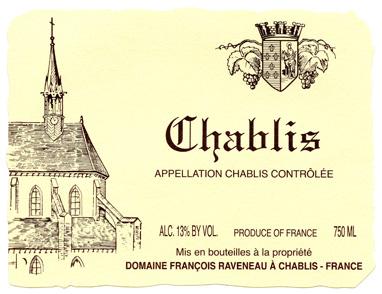 Chablis
APPELLATION CHABLIS CONTRÔLÉE
ALC. 13% BY VOL. PRODUCE OF FRANCE 750 ML
Mis en bouteilles à la propriété
DOMAINE FRANÇOIS RAVENEAU À CHABLIS - FRANCE